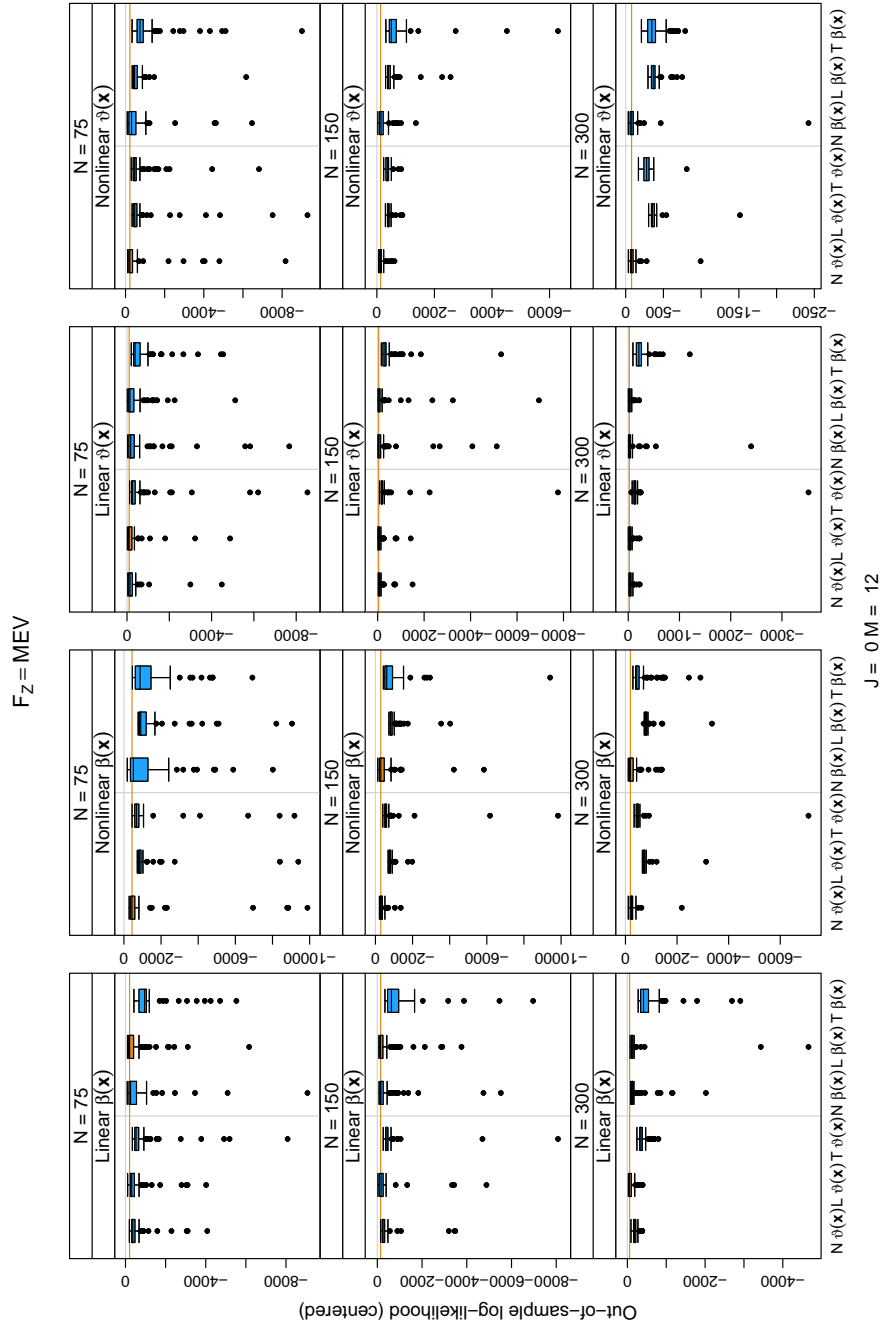 F_Z = MEV
Out−of−sample log−likelihood (centered)
N = 75
Linear β(x)
0 −4000 −8000
N = 75
Nonlinear β(x)
0 −2000 −6000 −10000
N = 75
Linear ϑ(x)
0 −4000 −8000
N = 75
Nonlinear ϑ(x)
0 −4000 −8000
N = 150
Linear β(x)
0 −2000 −4000 −6000 −8000
N = 150
Nonlinear β(x)
0 −2000 −6000 −10000
N = 150
Linear ϑ(x)
0 −2000 −4000 −6000 −8000
N = 150
Nonlinear ϑ(x)
0 −2000 −4000 −6000
N = 300
Linear β(x)
0 −2000 −4000
N = 300
Nonlinear β(x)
0 −2000 −4000 −6000
N = 300
Linear ϑ(x)
0 −1000 −2000 −3000
N = 300
Nonlinear ϑ(x)
0 −500 −1500 −2500
N ϑ(x) L ϑ(x) T ϑ(x) N β(x) L β(x) T β(x)
N ϑ(x) L ϑ(x) T ϑ(x) N β(x) L β(x) T β(x)
N ϑ(x) L ϑ(x) T ϑ(x) N β(x) L β(x) T β(x)
N ϑ(x) L ϑ(x) T ϑ(x) N β(x) L β(x) T β(x)
J = 0 M = 12